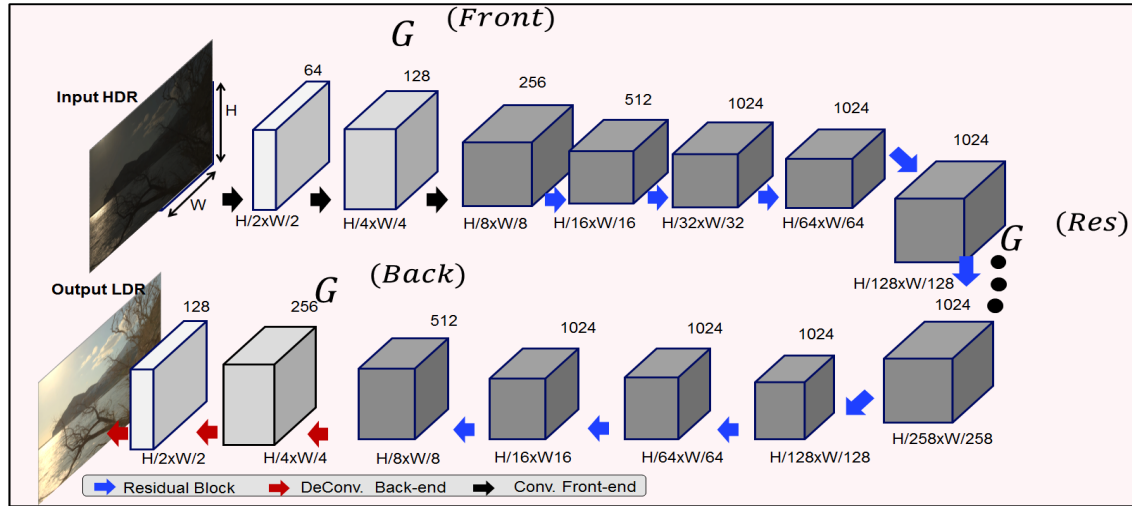 G (Front)
64
128
256
512
1024
1024
1024
Input HDR
H
W
H/2xW/2
H/4xW/4
H/8xW/8
H/16xW/16
H/32xW/32
H/64xW/64
H/128xW/128
G (Res)
G (Back)
Output LDR
128
256
512
1024
1024
1024
1024
H/2xW/2
H/4xW/4
H/8xW/8
H/16xW16
H/64xW/64
H/128xW/128
H/258xW/258
Residual Block
DeConv. Back-end
Conv. Front-end